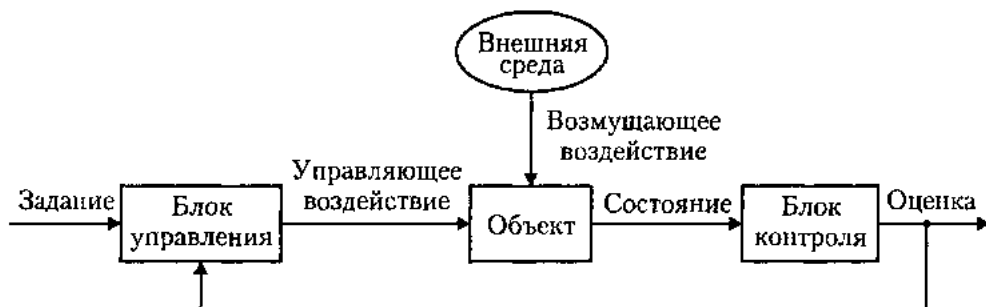 Внешняя
среда
Возмущающее
воздействие
Задание
Блок
управления
Управляющее
воздействие
Объект
Состояние
Блок
контроля
Оценка